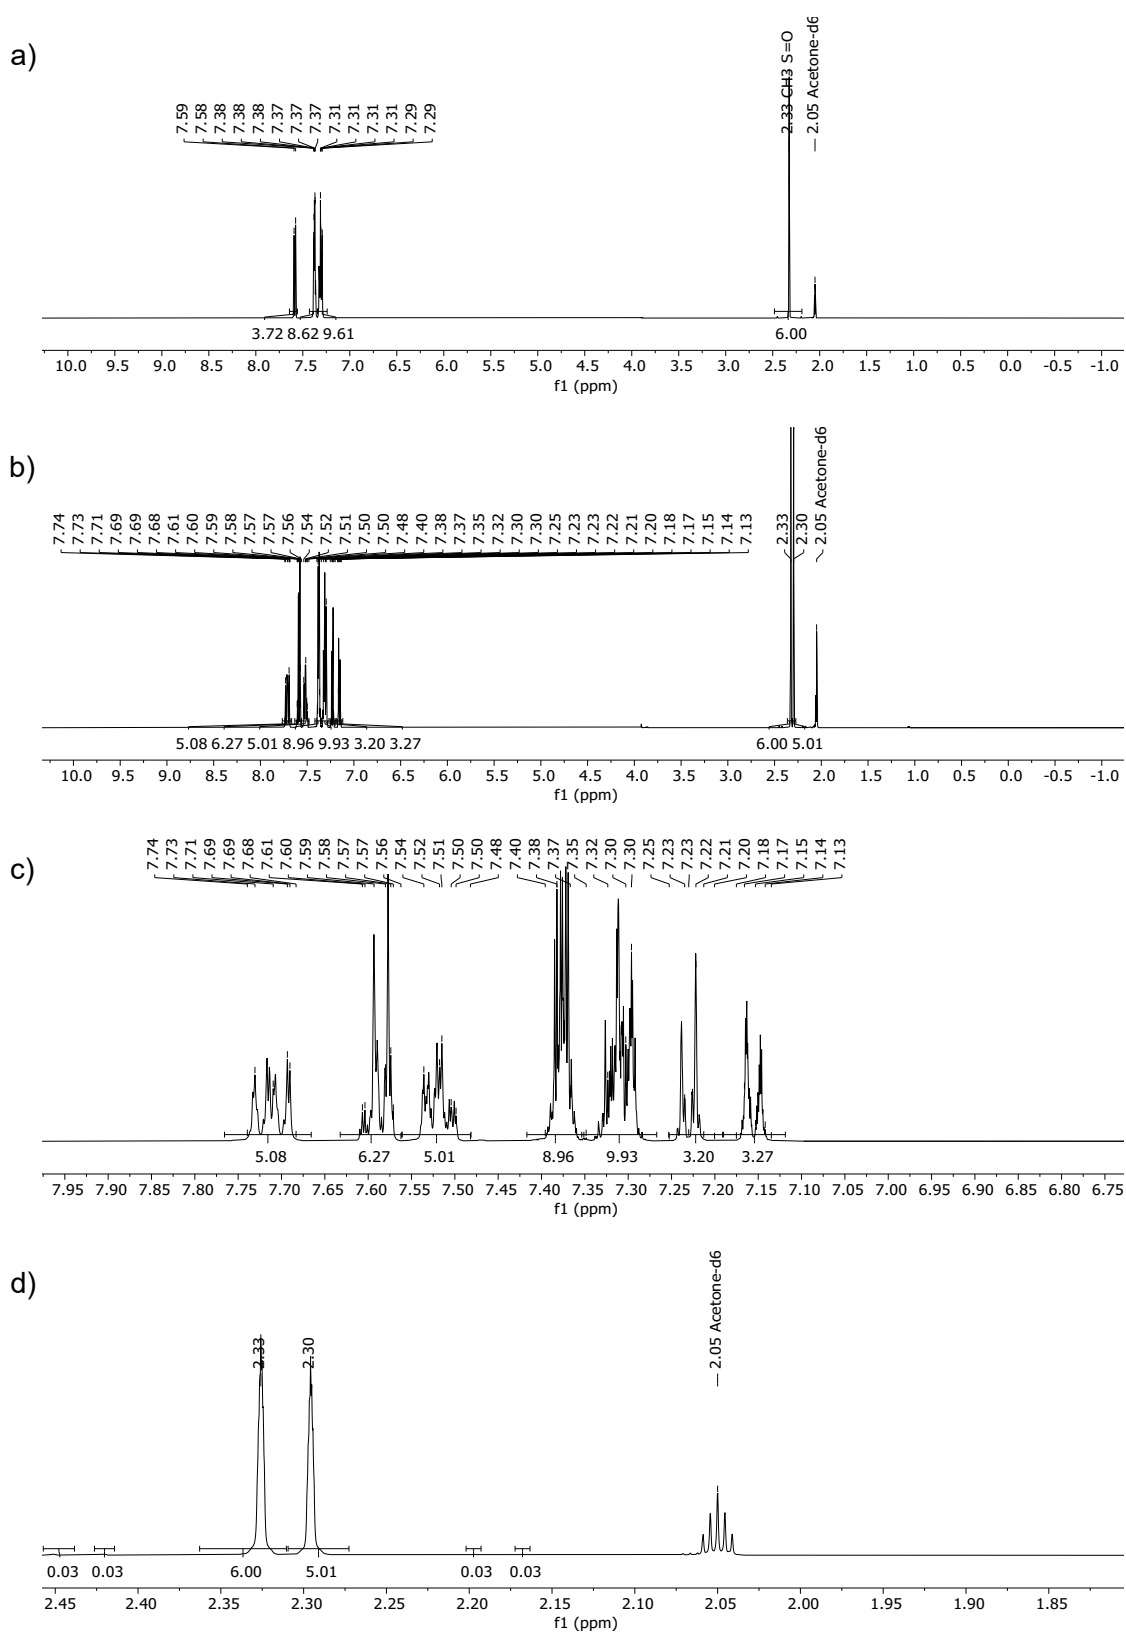 a)
7.59 7.58 7.38 7.38 7.38 7.37 7.37 7.37 7.31 7.31 7.31 7.31 7.29 7.29
2.33 CH3 S=O
2.05 Acetone-d6
3.72 8.62 9.61
6.00
10.0 9.5 9.0 8.5 8.0 7.5 7.0 6.5 6.0 5.5 5.0 4.5 4.0 3.5 3.0 2.5 2.0 1.5 1.0 0.5 0.0 -0.5 -1.0
f1 (ppm)
b)
7.74 7.73 7.71 7.69 7.69 7.68 7.61 7.60 7.59 7.58 7.57 7.57 7.56 7.54 7.52 7.51 7.50 7.50 7.48 7.40 7.38 7.37 7.35 7.32 7.30 7.30 7.25 7.23 7.23 7.22 7.21 7.20 7.18 7.17 7.15 7.14 7.13
2.33
2.30
2.05 Acetone-d6
5.08 6.27 5.01 8.96 9.93 3.20 3.27
6.00 5.01
10.0 9.5 9.0 8.5 8.0 7.5 7.0 6.5 6.0 5.5 5.0 4.5 4.0 3.5 3.0 2.5 2.0 1.5 1.0 0.5 0.0 -0.5 -1.0
f1 (ppm)
c)
7.74 7.73 7.71 7.69 7.69 7.68 7.61 7.60 7.59 7.58 7.57 7.57 7.56 7.54 7.52 7.51 7.50 7.50 7.48 7.40 7.38 7.37 7.35 7.32 7.30 7.30 7.25 7.23 7.23 7.22 7.21 7.20 7.18 7.17 7.15 7.14 7.13
5.08 6.27 5.01 8.96 9.93 3.20 3.27
7.95 7.90 7.85 7.80 7.75 7.70 7.65 7.60 7.55 7.50 7.45 7.40 7.35 7.30 7.25 7.20 7.15 7.10 7.05 7.00 6.95 6.90 6.85 6.80 6.75
f1 (ppm)
d)
2.33
2.30
2.05 Acetone-d6
0.03 0.03 6.00 5.01 0.03 0.03
2.45 2.40 2.35 2.30 2.25 2.20 2.15 2.10 2.05 2.00 1.95 1.90 1.85
f1 (ppm)